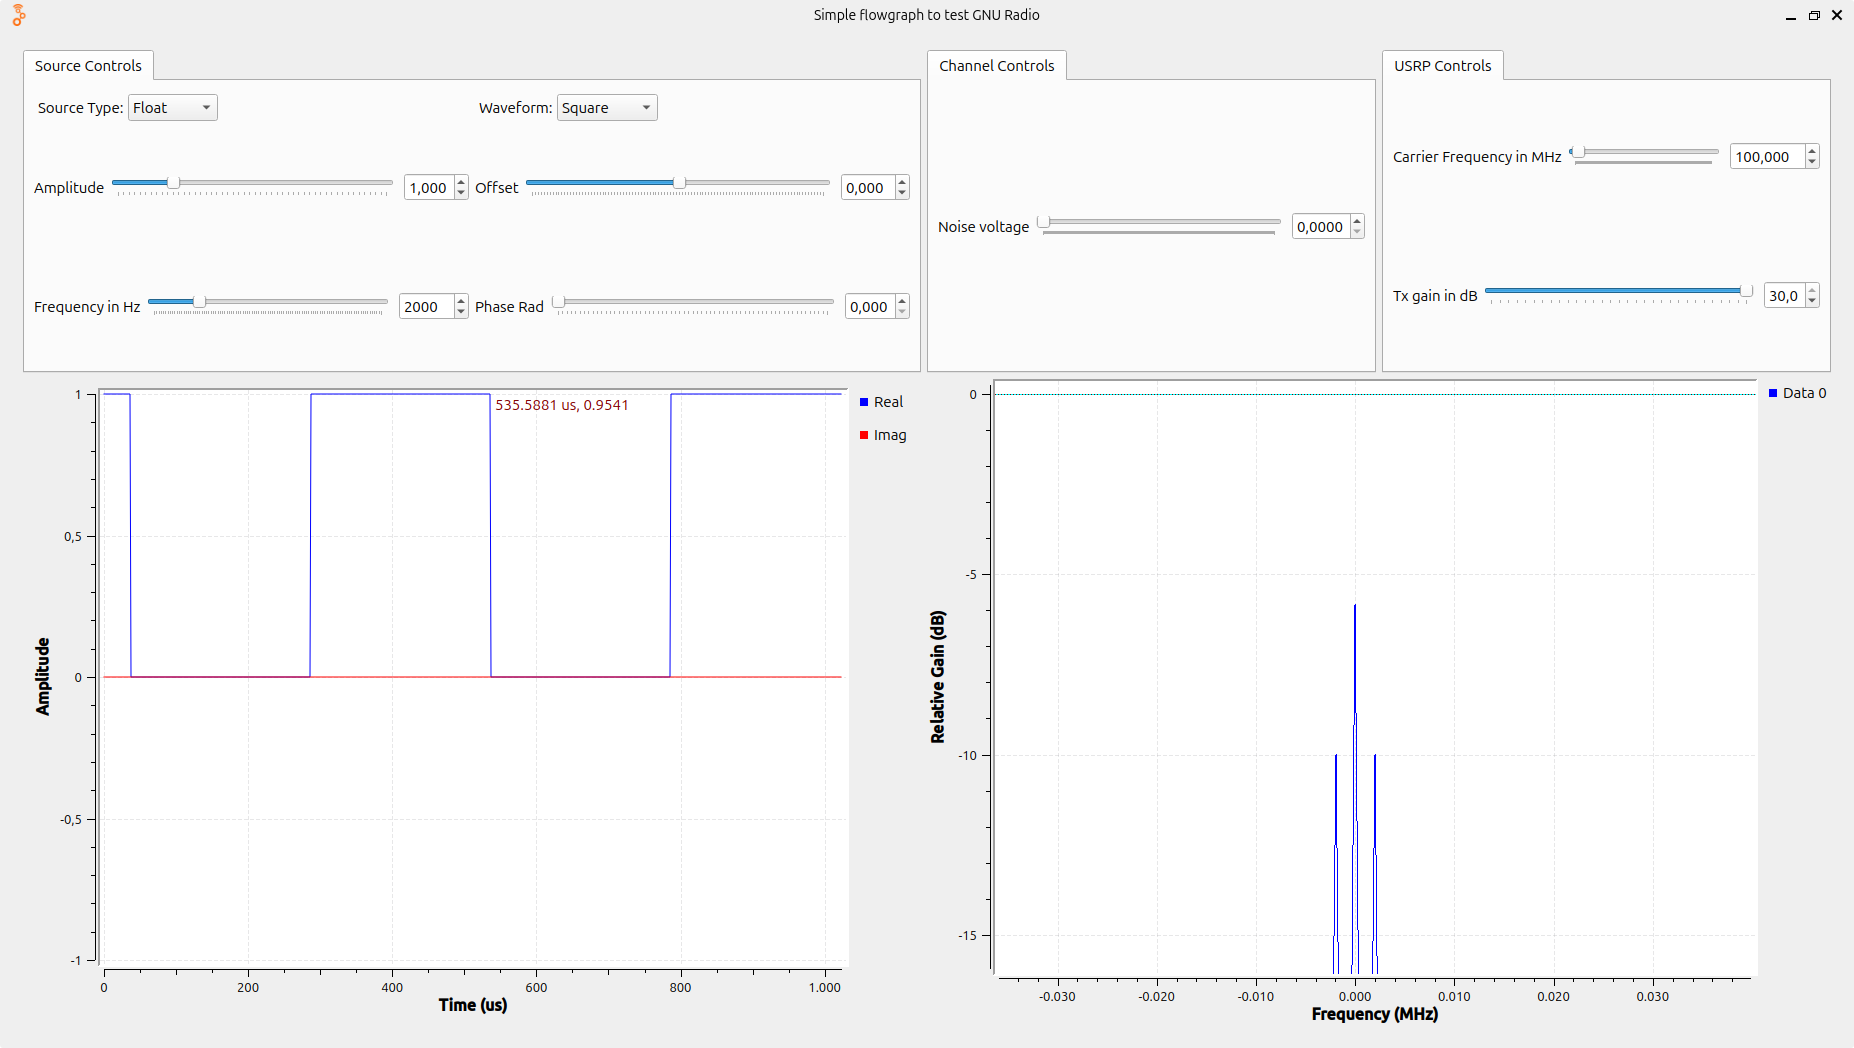 Simple flowgraph to test GNU Radio
Source Controls
Source Type: Float
Waveform: Square
Amplitude 1,000
Offset 0,000
Frequency in Hz 2000
Phase Rad 0,000
Channel Controls
Noise voltage 0,0000
USRP Controls
Carrier Frequency in MHz 100,000
Tx gain in dB 30,0
1
0,5
0
-0,5
-1
Amplitude
535.5881 us, 0.9541
0 200 400 600 800 1.000
Time (us)
Real
Imag
0
-5
-10
-15
Relative Gain (dB)
-0.030 -0.020 -0.010 0.000 0.010 0.020 0.030
Frequency (MHz)
Data 0